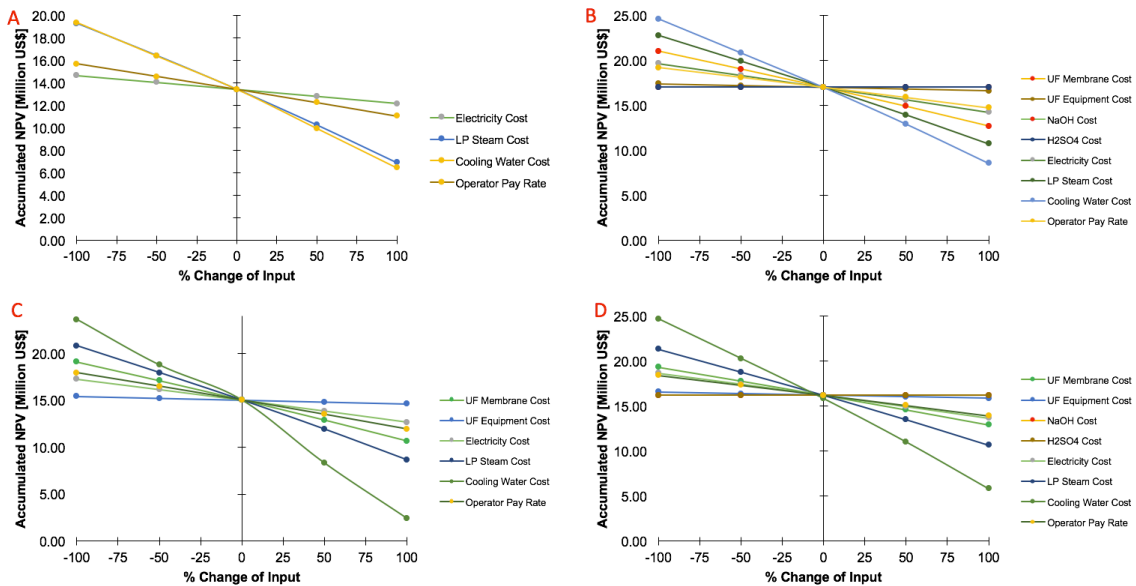 A
Accumulated NPV [Million US$]
20.00
18.00
16.00
14.00
12.00
10.00
8.00
6.00
4.00
2.00
0.00
-100 -75 -50 -25 0 25 50 75 100
% Change of Input
Electricity Cost
LP Steam Cost
Cooling Water Cost
Operator Pay Rate
B
Accumulated NPV [Million US$]
25.00
20.00
15.00
10.00
5.00
0.00
-100 -75 -50 -25 0 25 50 75 100
% Change of Input
UF Membrane Cost
UF Equipment Cost
NaOH Cost
H2SO4 Cost
Electricity Cost
LP Steam Cost
Cooling Water Cost
Operator Pay Rate
C
Accumulated NPV [Million US$]
20.00
15.00
10.00
5.00
0.00
-100 -75 -50 -25 0 25 50 75 100
% Change of Input
UF Membrane Cost
UF Equipment Cost
Electricity Cost
LP Steam Cost
Cooling Water Cost
Operator Pay Rate
D
Accumulated NPV [Million US$]
25.00
20.00
15.00
10.00
5.00
0.00
-100 -75 -50 -25 0 25 50 75 100
% Change of Input
UF Membrane Cost
UF Equipment Cost
NaOH Cost
H2SO4 Cost
Electricity Cost
LP Steam Cost
Cooling Water Cost
Operator Pay Rate